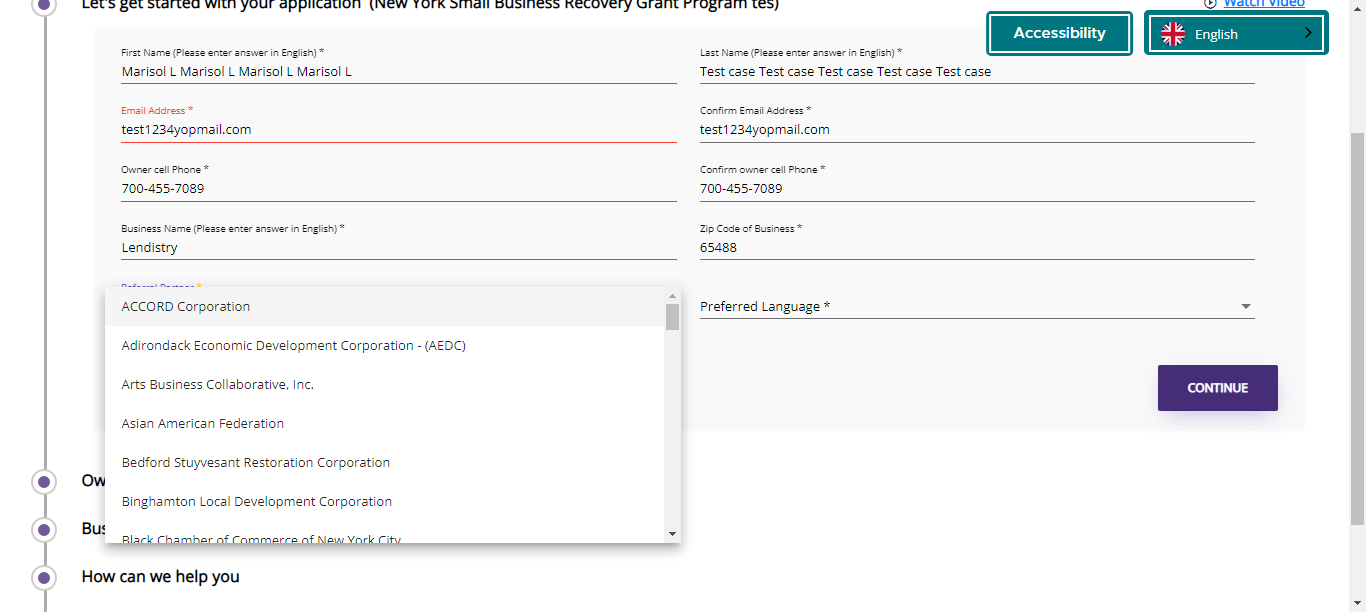 Let's get started with your application (New York Small Business Recovery Grant Program tes)
Watch Video
Accessibility
English
First Name (Please enter answer in English) *
Marisol L Marisol L Marisol L Marisol L
Last Name (Please enter answer in English) *
Test case Test case Test case Test case Test case
Email Address *
test1234yopmail.com
Confirm Email Address *
test1234yopmail.com
Owner cell Phone *
700-455-7089
Confirm owner cell Phone *
700-455-7089
Business Name (Please enter answer in English) *
Lendistry
Zip Code of Business *
65488
Referral Partner *
ACCORD Corporation
Preferred Language *
Adirondack Economic Development Corporation - (AEDC)
Arts Business Collaborative, Inc.
CONTINUE
Asian American Federation
Bedford Stuyvesant Restoration Corporation
Ow
Binghamton Local Development Corporation
Bus
Black Chamber of Commerce of New York City
How can we help you